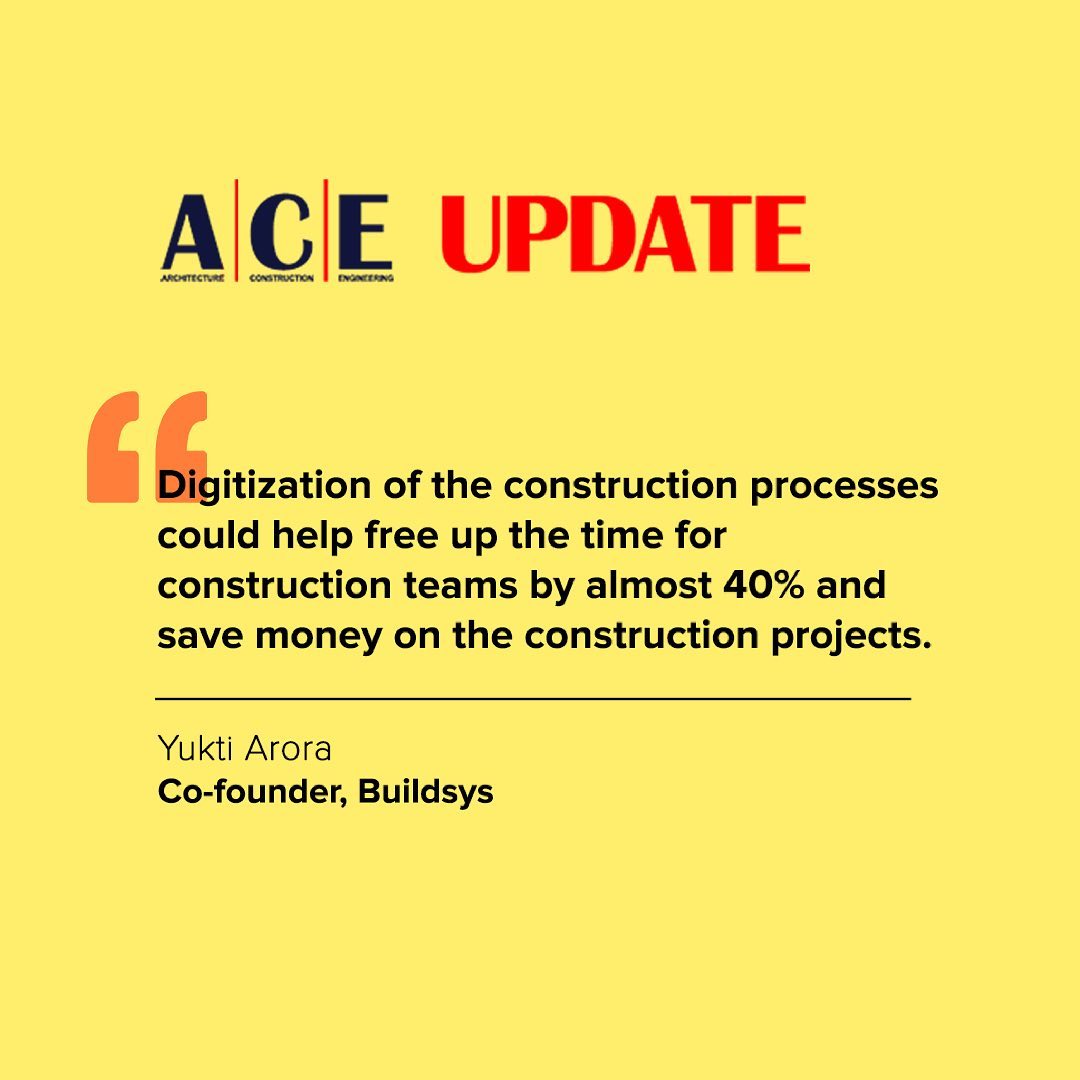 A|C|E UPDATE
ARCHITECTURE CONSTRUCTION ENGINEERING
“
Digitization of the construction processes
could help free up the time for
construction teams by almost 40% and
save money on the construction projects.
Yukti Arora
Co-founder, Buildsys